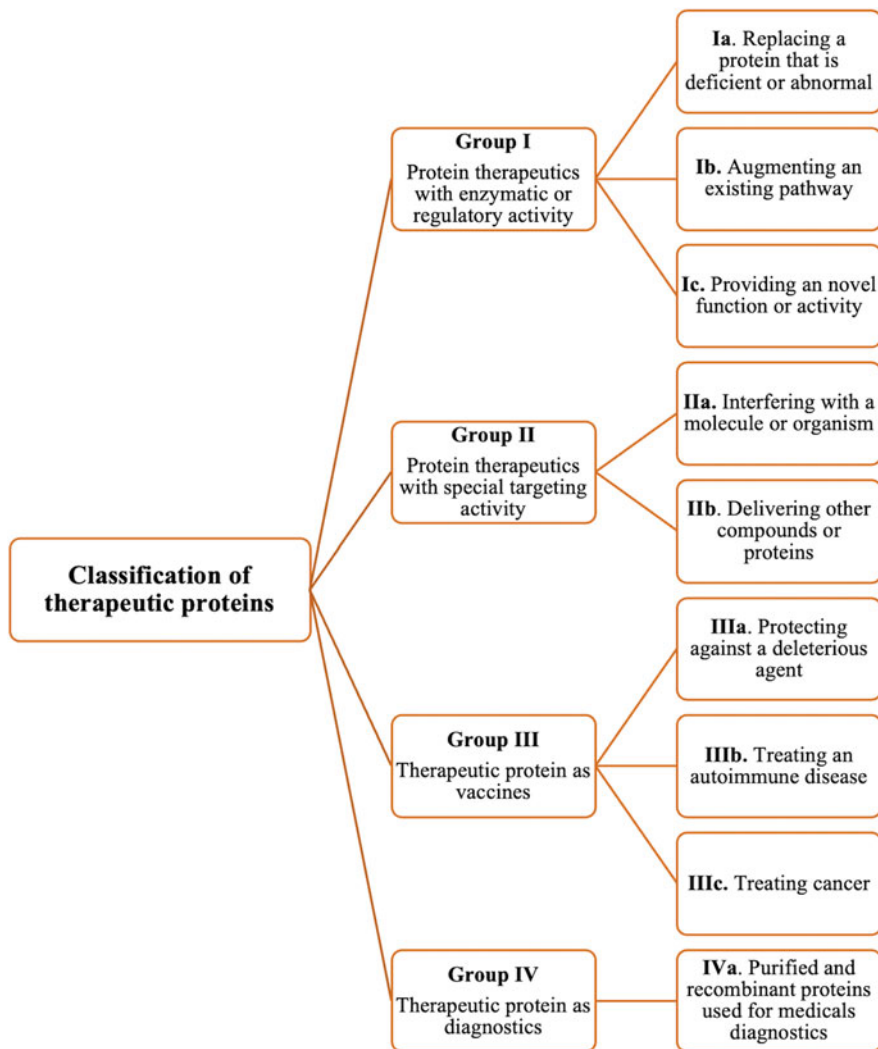 Classification of
therapeutic proteins
Group I
Protein therapeutics
with enzymatic or
regulatory activity
Ia. Replacing a
protein that is
deficient or abnormal
Ib. Augmenting an
existing pathway
Ic. Providing an novel
function or activity
Group II
Protein therapeutics
with special targeting
activity
IIa. Interfering with a
molecule or organism
IIb. Delivering other
compounds or
proteins
Group III
Therapeutic protein as
vaccines
IIIa. Protecting
against a deleterious
agent
IIIb. Treating an
autoimmune disease
IIIc. Treating cancer
Group IV
Therapeutic protein as
diagnostics
IVa. Purified and
recombinant proteins
used for medicals
diagnostics